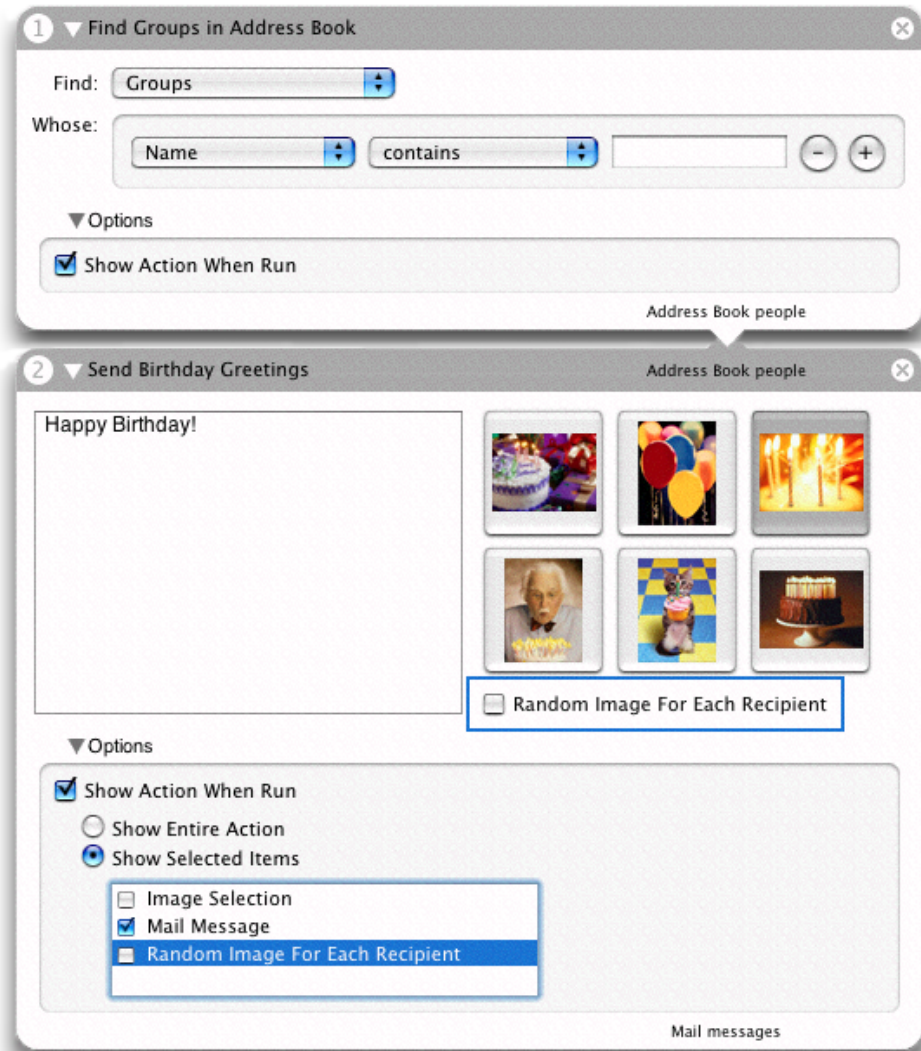 1 Find Groups in Address Book
Find: Groups
Whose:
Name contains - +
Options
Show Action When Run
Address Book people
2 Send Birthday Greetings Address Book people
Happy Birthday!
Random Image For Each Recipient
Options
Show Action When Run
Show Entire Action
Show Selected Items
Image Selection
Mail Message
Random Image For Each Recipient
Mail messages